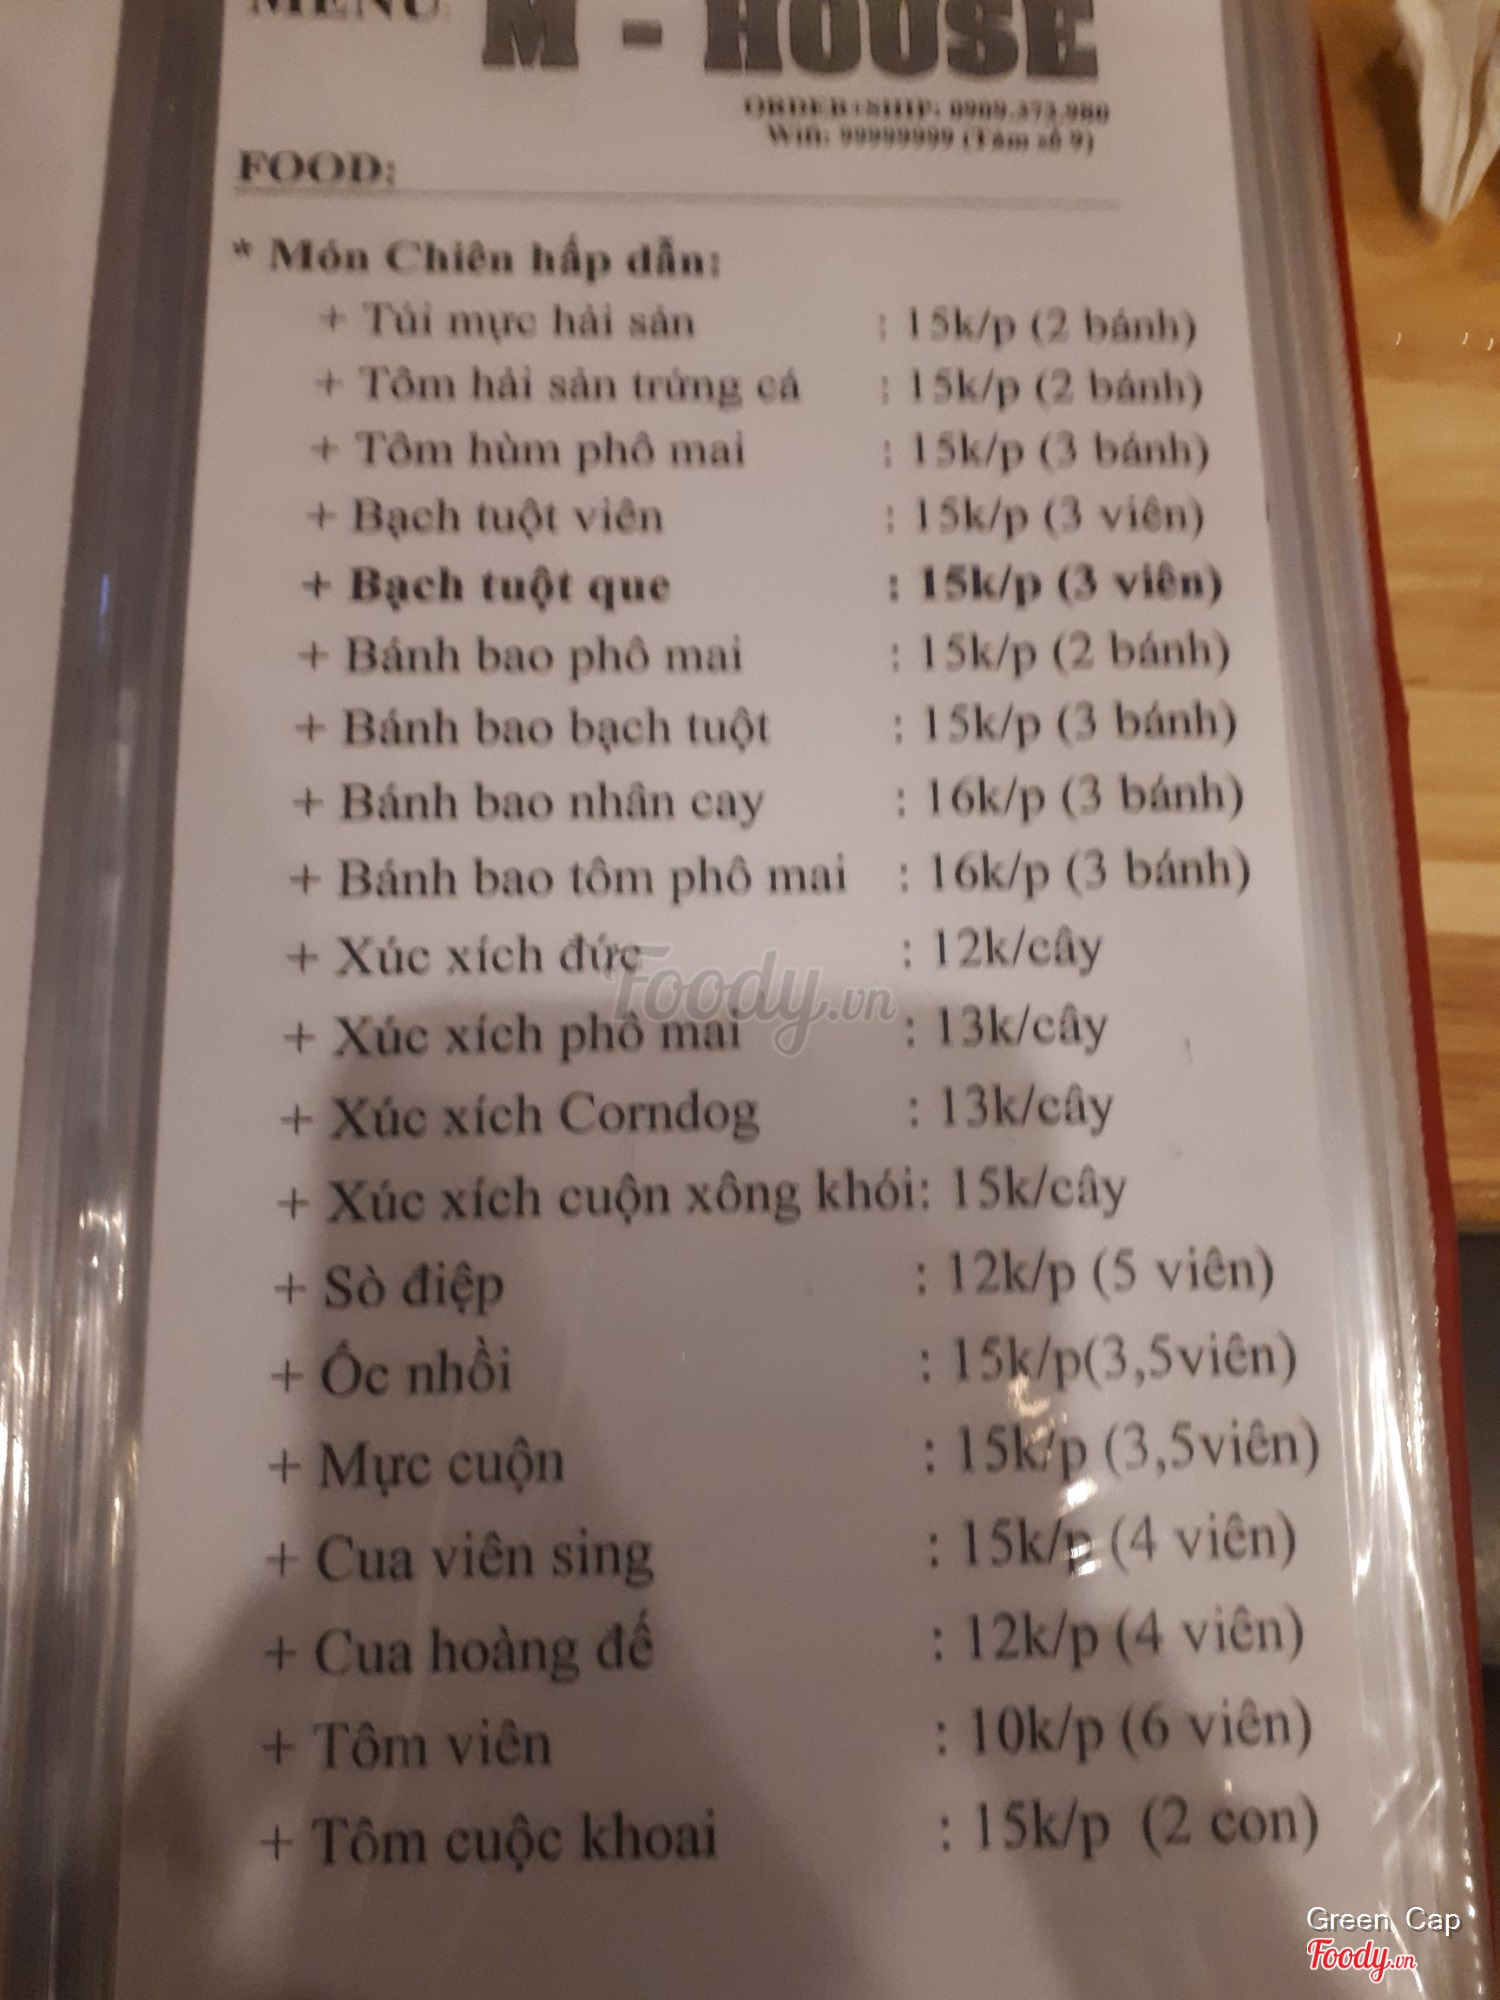 MENU
M - HOUSE
ORDER+SHIP: 0909.373.980
Wifi: 99999999 (Tám số 9)
FOOD:
* Món Chiên hấp dẫn:
+ Túi mực hải sản : 15k/p (2 bánh)
+ Tôm hải sản trứng cá : 15k/p (2 bánh)
+ Tôm hùm phô mai : 15k/p (3 bánh)
+ Bạch tuột viên : 15k/p (3 viên)
+ Bạch tuột que : 15k/p (3 viên)
+ Bánh bao phô mai : 15k/p (2 bánh)
+ Bánh bao bạch tuột : 15k/p (3 bánh)
+ Bánh bao nhân cay : 16k/p (3 bánh)
+ Bánh bao tôm phô mai : 16k/p (3 bánh)
+ Xúc xích đức : 12k/cây
+ Xúc xích phô mai : 13k/cây
+ Xúc xích Corndog : 13k/cây
+ Xúc xích cuộn xông khói: 15k/cây
+ Sò điệp : 12k/p (5 viên)
+ Ốc nhồi : 15k/p(3,5viên)
+ Mực cuộn : 15k/p (3,5viên)
+ Cua viên sing : 15k/p (4 viên)
+ Cua hoàng đế : 12k/p (4 viên)
+ Tôm viên : 10k/p (6 viên)
+ Tôm cuộc khoai : 15k/p (2 con)
Foody.vn
Green Cap
Foody.vn